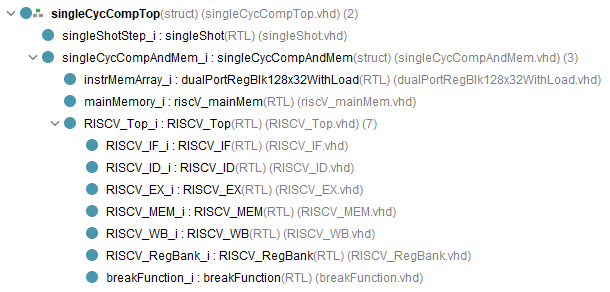 singleCycCompTop(struct) (singleCycCompTop.vhd) (2)
singleShotStep_i : singleShot(RTL) (singleShot.vhd)
singleCycCompAndMem_i : singleCycCompAndMem(struct) (singleCycCompAndMem.vhd) (3)
instrMemArray_i : dualPortRegBlk128x32WithLoad(RTL) (dualPortRegBlk128x32WithLoad.vhd)
mainMemory_i : riscV_mainMem(RTL) (riscV_mainMem.vhd)
RISCV_Top_i : RISCV_Top(RTL) (RISCV_Top.vhd) (7)
RISCV_IF_i : RISCV_IF(RTL) (RISCV_IF.vhd)
RISCV_ID_i : RISCV_ID(RTL) (RISCV_ID.vhd)
RISCV_EX_i : RISCV_EX(RTL) (RISCV_EX.vhd)
RISCV_MEM_i : RISCV_MEM(RTL) (RISCV_MEM.vhd)
RISCV_WB_i : RISCV_WB(RTL) (RISCV_WB.vhd)
RISCV_RegBank_i : RISCV_RegBank(RTL) (RISCV_RegBank.vhd)
breakFunction_i : breakFunction(RTL) (breakFunction.vhd)